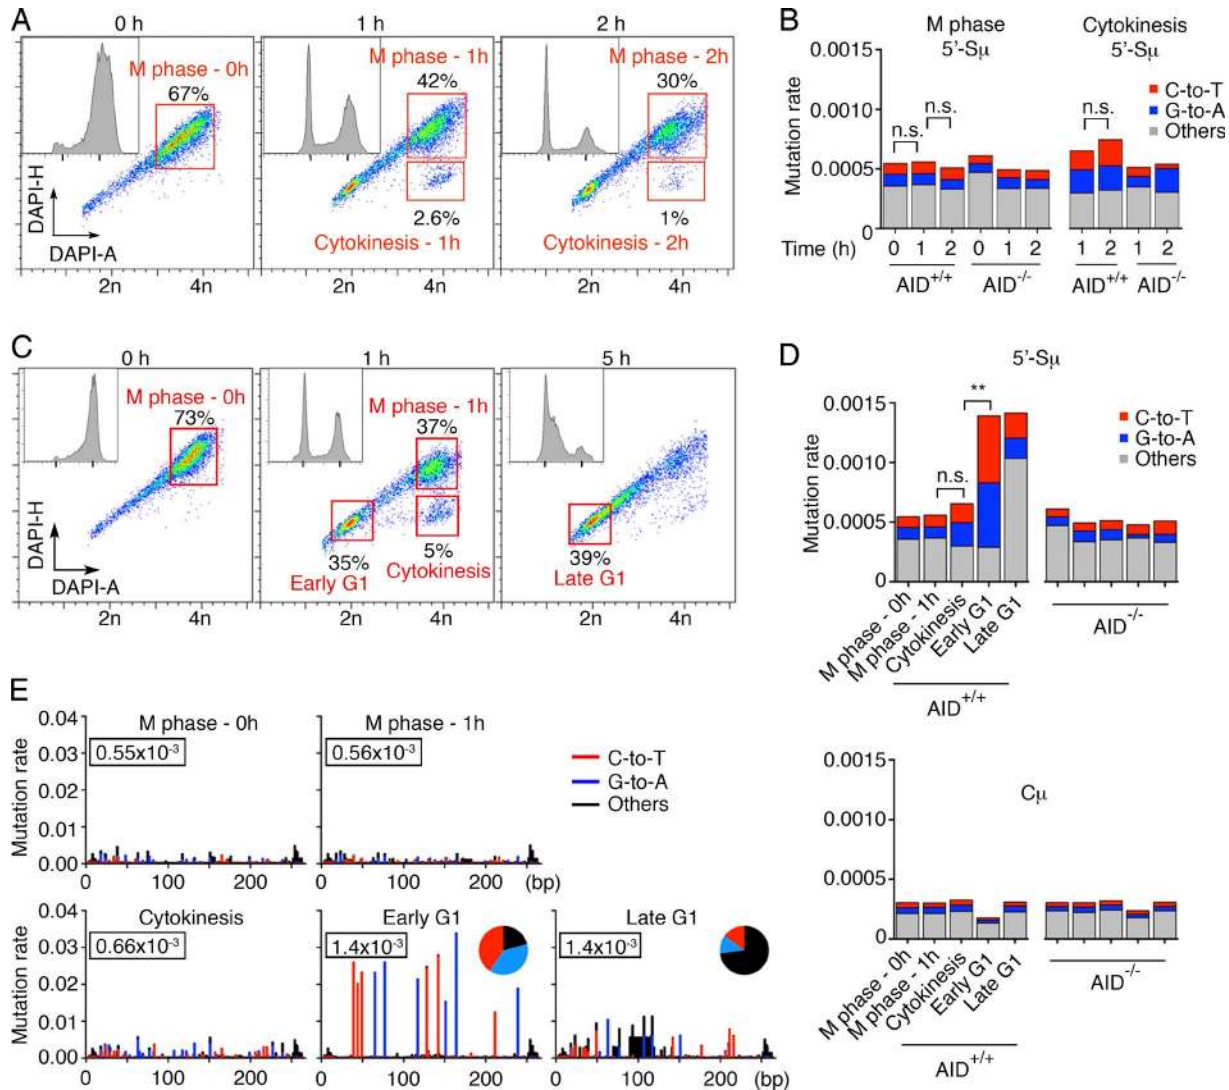 A
0 h
1 h
2 h
M phase - 0h
67%
M phase - 1h
42%
M phase - 2h
30%
DAPI-H
DAPI-A
2.6%
Cytokinesis - 1h
1%
Cytokinesis - 2h
2n 4n
2n 4n
2n 4n
B
M phase
5'-Sμ
Cytokinesis
5'-Sμ
C-to-T
G-to-A
Others
Mutation rate
0.0015
0.0010
0.0005
0
n.s.
n.s.
n.s.
Time (h)
0 1 2 0 1 2
1 2 1 2
AID+/+
AID-/-
AID+/+
AID-/-
C
0 h
1 h
5 h
M phase - 0h
73%
M phase - 1h
37%
DAPI-H
DAPI-A
35%
Early G1
5%
Cytokinesis
39%
Late G1
2n 4n
2n 4n
2n 4n
D
5'-Sμ
Mutation rate
0.0015
0.0010
0.0005
0
**
n.s.
C-to-T
G-to-A
Others
M phase - 0h
M phase - 1h
Cytokinesis
Early G1
Late G1
AID+/+
AID-/-
Cμ
0.0015
0.0010
0.0005
0
M phase - 0h
M phase - 1h
Cytokinesis
Early G1
Late G1
AID+/+
AID-/-
E
M phase - 0h
M phase - 1h
Mutation rate
0.04
0.03
0.02
0.01
0.00
0.55x10-3
0.56x10-3
C-to-T
G-to-A
Others
0 100 200
0 100 200 (bp)
Cytokinesis
Early G1
Late G1
Mutation rate
0.04
0.03
0.02
0.01
0.00
0.66x10-3
1.4x10-3
1.4x10-3
0 100 200
0 100 200
0 100 200 (bp)